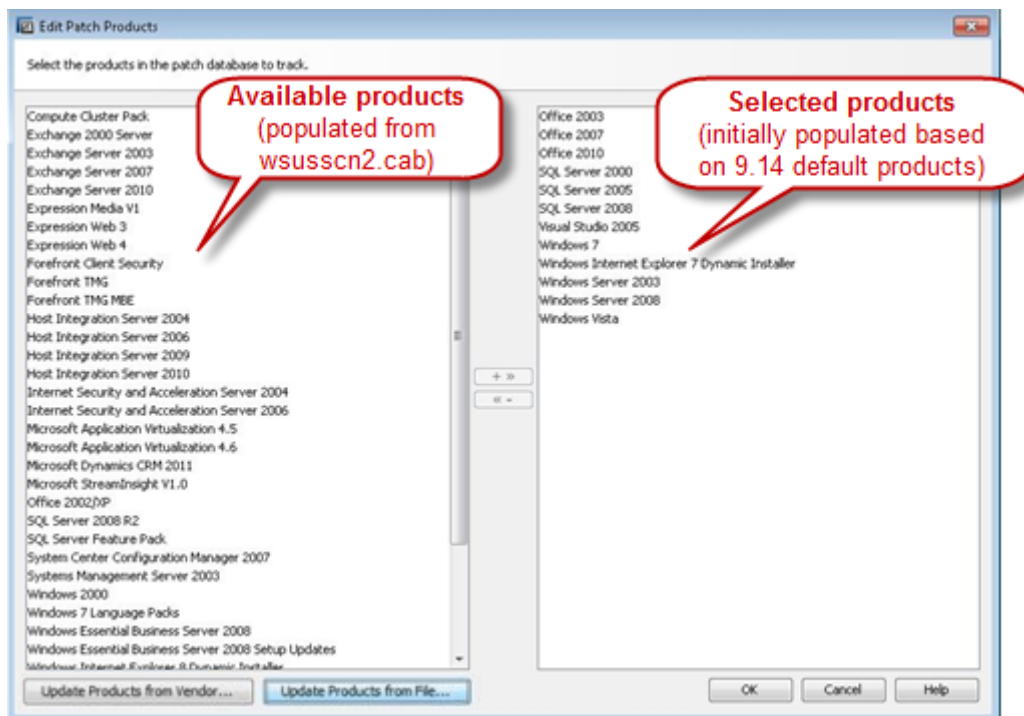 Edit Patch Products
Select the products in the patch database to track.
Available products
(populated from
wsusscn2.cab)
Selected products
(initially populated based
on 9.14 default products)
Compute Cluster Pack
Exchange 2000 Server
Exchange Server 2003
Exchange Server 2007
Exchange Server 2010
Expression Media V1
Expression Web 3
Expression Web 4
Forefront Client Security
Forefront TMG
Forefront TMG MBE
Host Integration Server 2004
Host Integration Server 2006
Host Integration Server 2009
Host Integration Server 2010
Internet Security and Acceleration Server 2004
Internet Security and Acceleration Server 2006
Microsoft Application Virtualization 4.5
Microsoft Application Virtualization 4.6
Microsoft Dynamics CRM 2011
Microsoft StreamInsight V1.0
Office 2002/XP
SQL Server 2008 R2
SQL Server Feature Pack
System Center Configuration Manager 2007
Systems Management Server 2003
Windows 2000
Windows 7 Language Packs
Windows Essential Business Server 2008
Windows Essential Business Server 2008 Setup Updates
Windows Internet Explorer 8 Dynamic Installer
+ »
« -
Office 2003
Office 2007
Office 2010
SQL Server 2000
SQL Server 2005
SQL Server 2008
Visual Studio 2005
Windows 7
Windows Internet Explorer 7 Dynamic Installer
Windows Server 2003
Windows Server 2008
Windows Vista
Update Products from Vendor...
Update Products from File...
OK
Cancel
Help